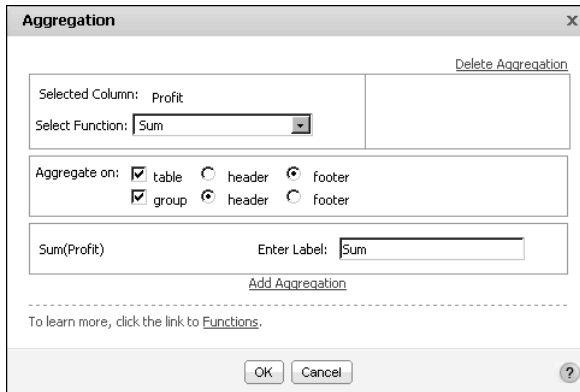 Aggregation x
Delete Aggregation
Selected Column: Profit
Select Function: Sum
Aggregate on: table header footer
group header footer
Sum(Profit) Enter Label: Sum
Add Aggregation
To learn more, click the link to Functions.
OK Cancel ?